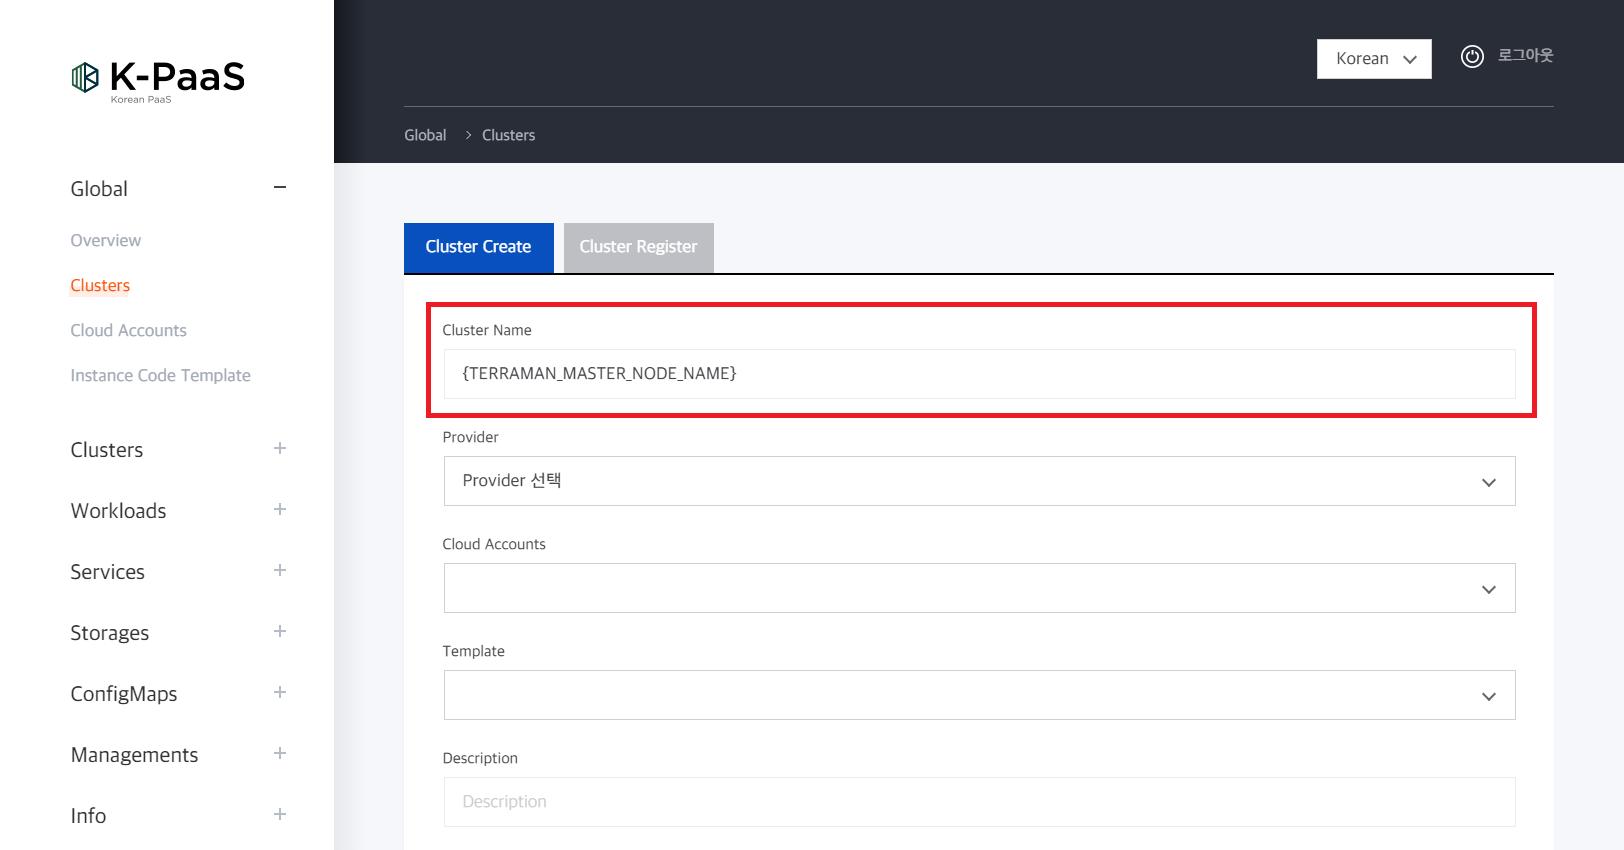 K-PaaS
Korean PaaS
Global
Overview
Clusters
Cloud Accounts
Instance Code Template
Clusters
Workloads
Services
Storages
ConfigMaps
Managements
Info
Korean
로그아웃
Global > Clusters
Cluster Create
Cluster Register
Cluster Name
{TERRAMAN_MASTER_NODE_NAME}
Provider
Provider 선택
Cloud Accounts
Template
Description
Description